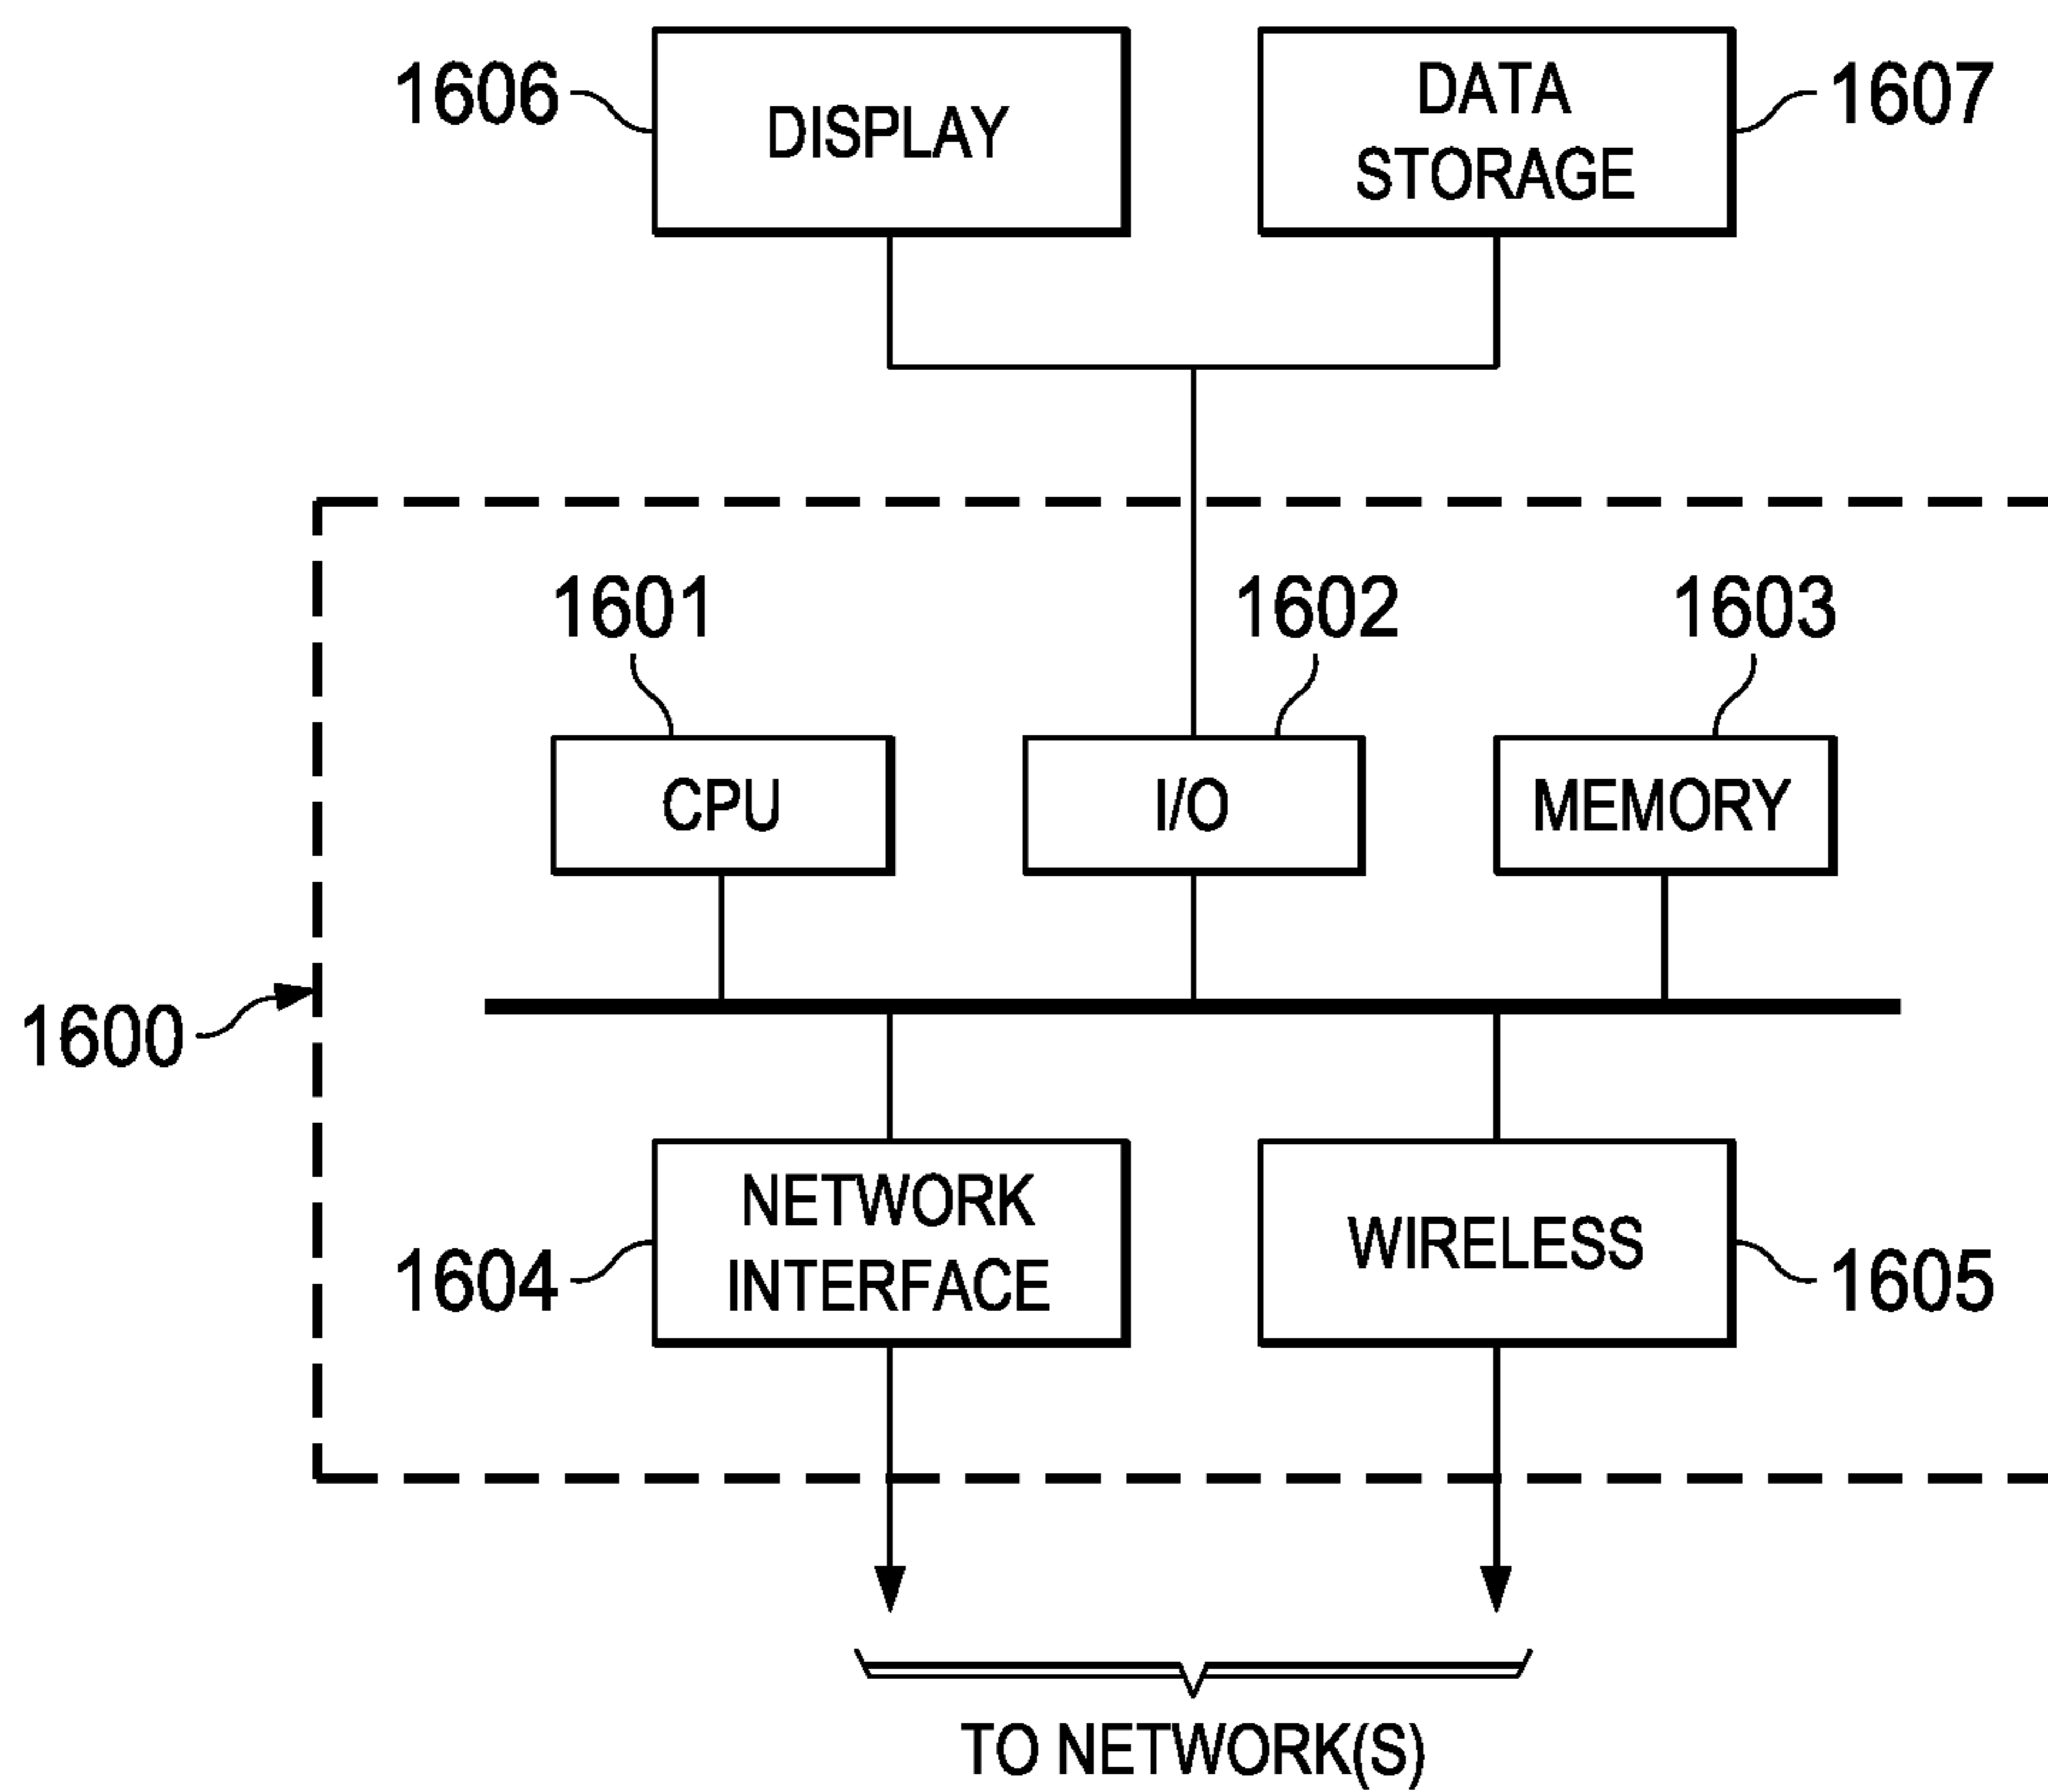 1606
DISPLAY
DATA
STORAGE
1607
1601
1602
1603
CPU
I/O
MEMORY
1600
NETWORK
INTERFACE
1604
WIRELESS
1605
TO NETWORK(S)